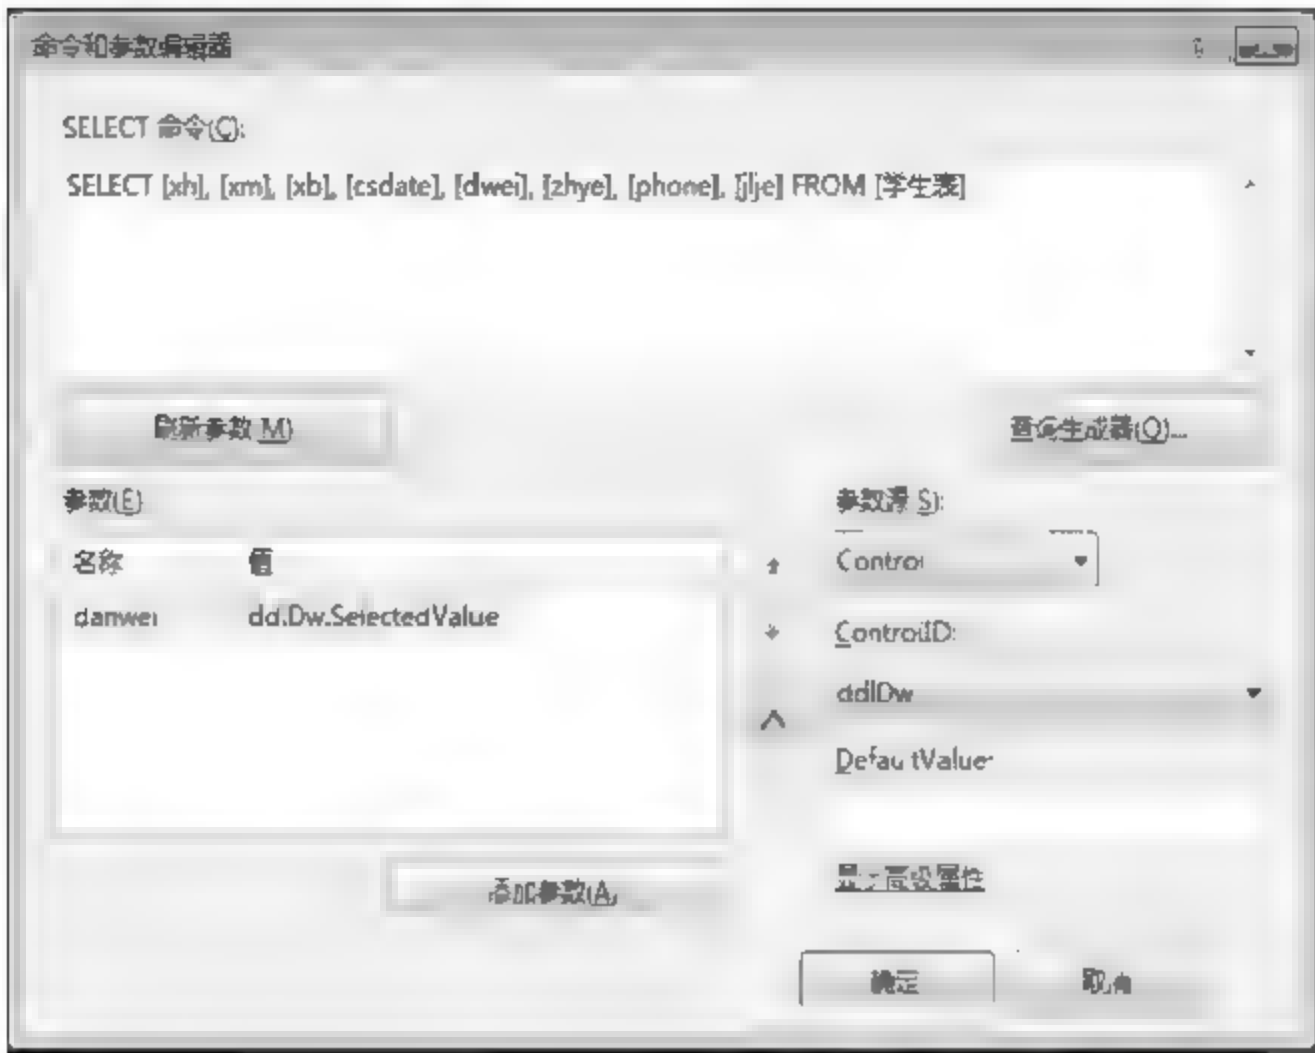 命令和参数编辑器
SELECT 命令(C):
SELECT [xh], [xm], [xb], [csdate], [dwei], [zhye], [phone], [jlje] FROM [学生表]
刷新参数(M)
查询生成器(Q)...
参数(E)
参数源(S):
名称 值
Control
danwei ddlDw.SelectedValue
ControlID:
ddlDw
DefaultValue:
显示高级属性
添加参数(A)
确定 取消